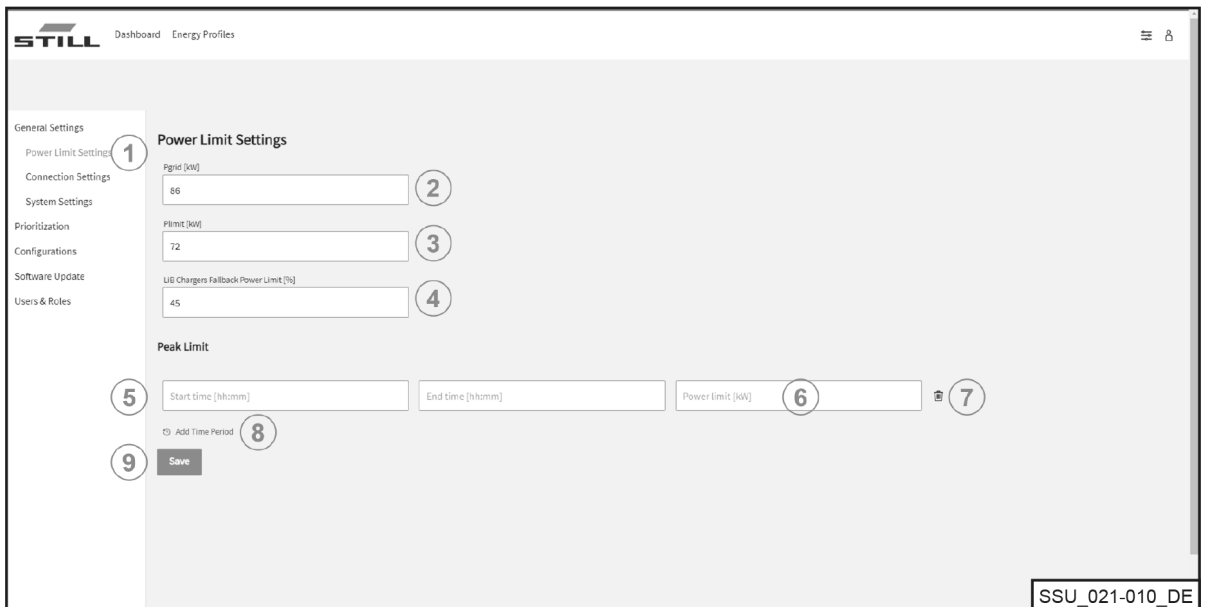 STILL Dashboard Energy Profiles
General Settings
Power Limit Settings 1
Connection Settings
System Settings
Prioritization
Configurations
Software Update
Users & Roles
Power Limit Settings
Pgrid [kW]
86 2
Plimit [kW]
72 3
LiB Chargers Fallback Power Limit [%]
45 4
Peak Limit
5 Start time [hh:mm] End time [hh:mm] Power limit [kW] 6 7
Add Time Period 8
9 Save
SSU_021-010_DE